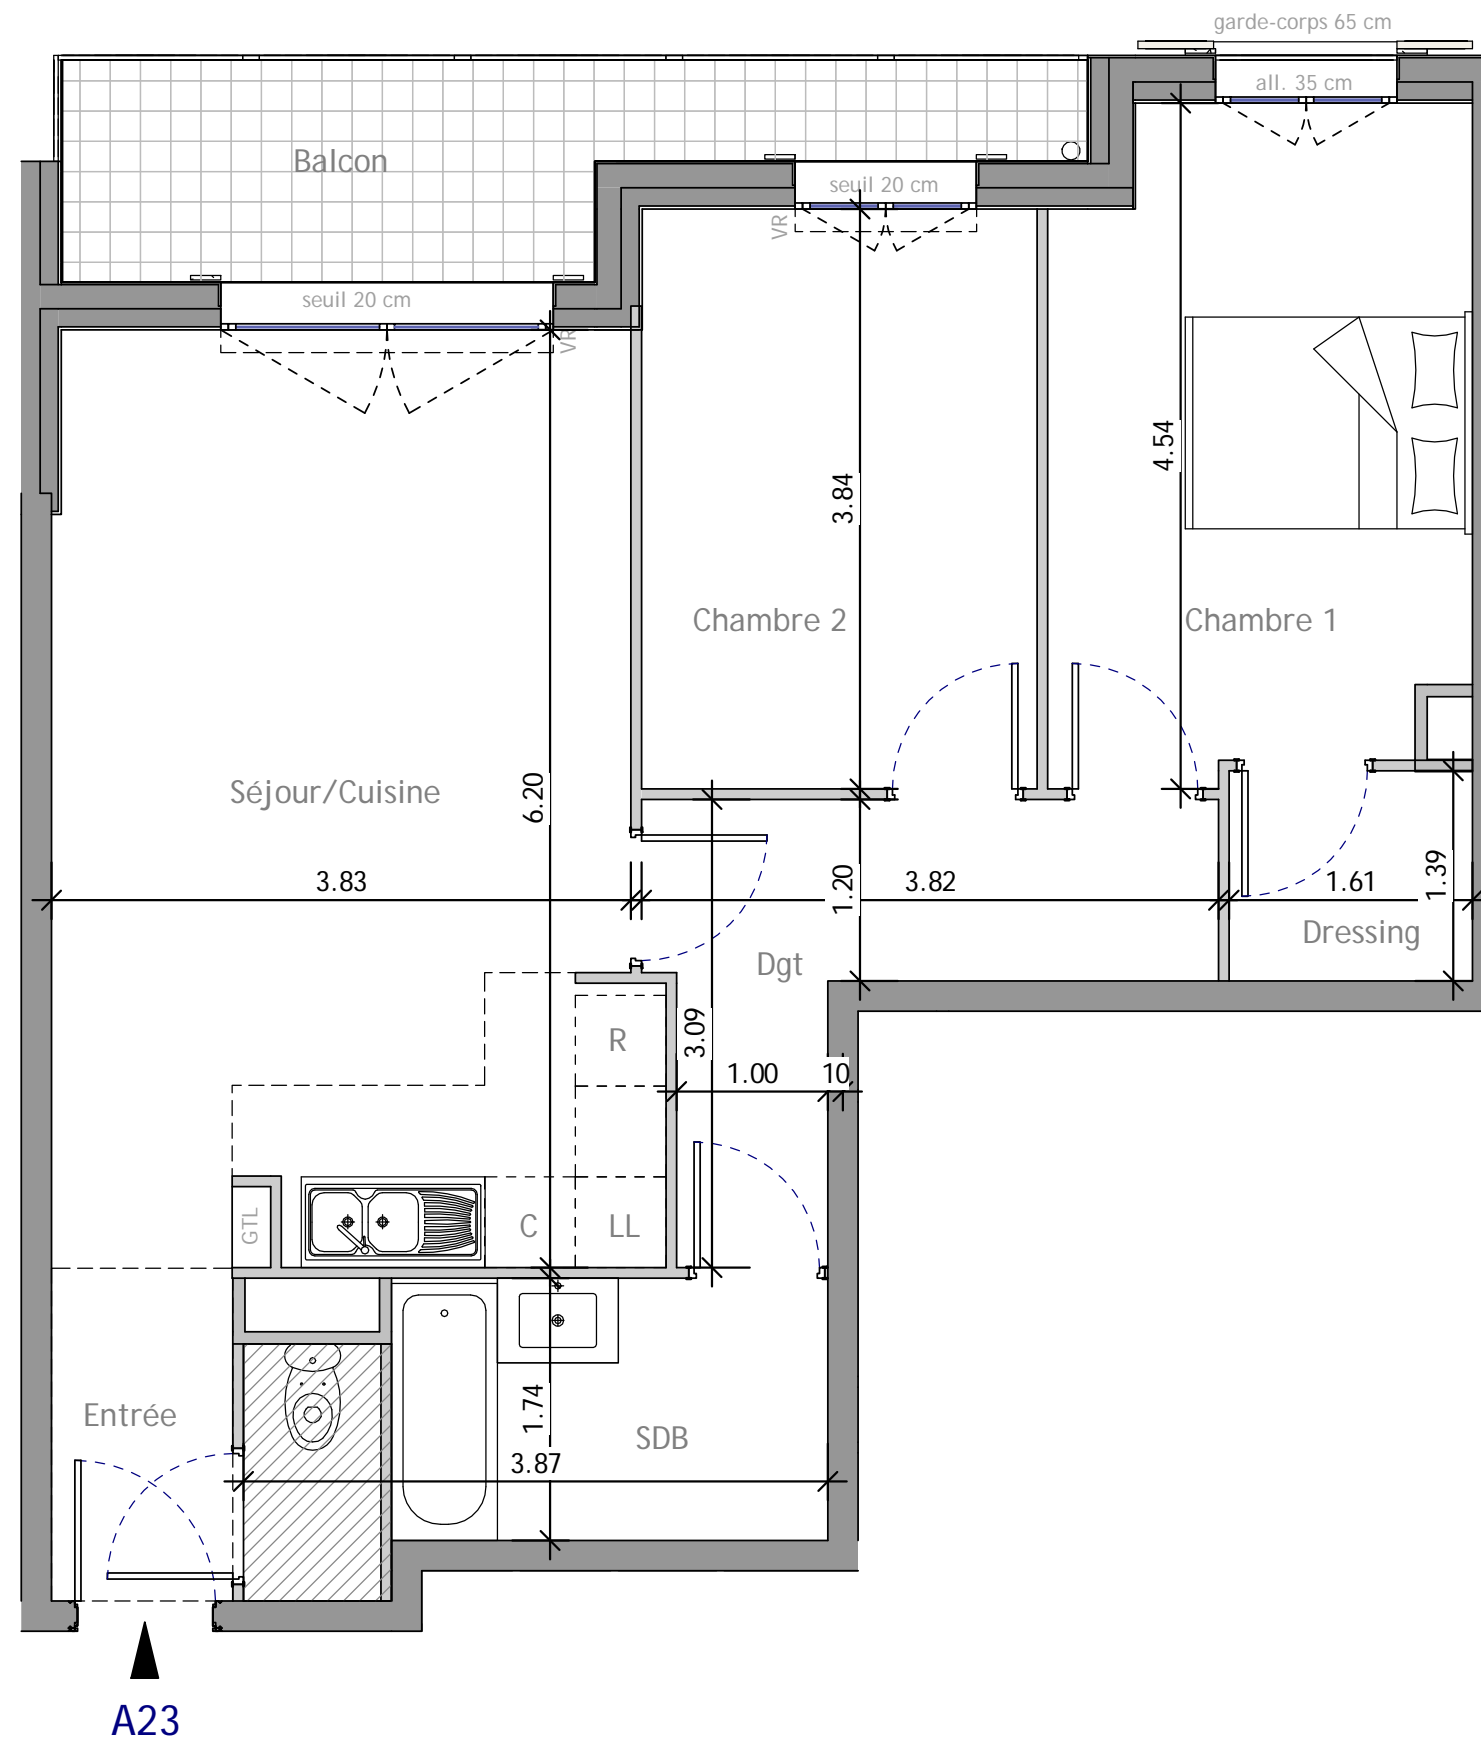 garde-corps 65 cm
all. 35 cm
Balcon
seuil 20 cm
VR
seuil 20 cm
VR
4.54
3.84
Chambre 2
Chambre 1
Séjour/Cuisine
6.20
3.83
1.20
3.82
1.61
1.39
Dressing
Dgt
R
3.09
1.00
10
GTL
C
LL
Entrée
1.74
SDB
3.87
A23